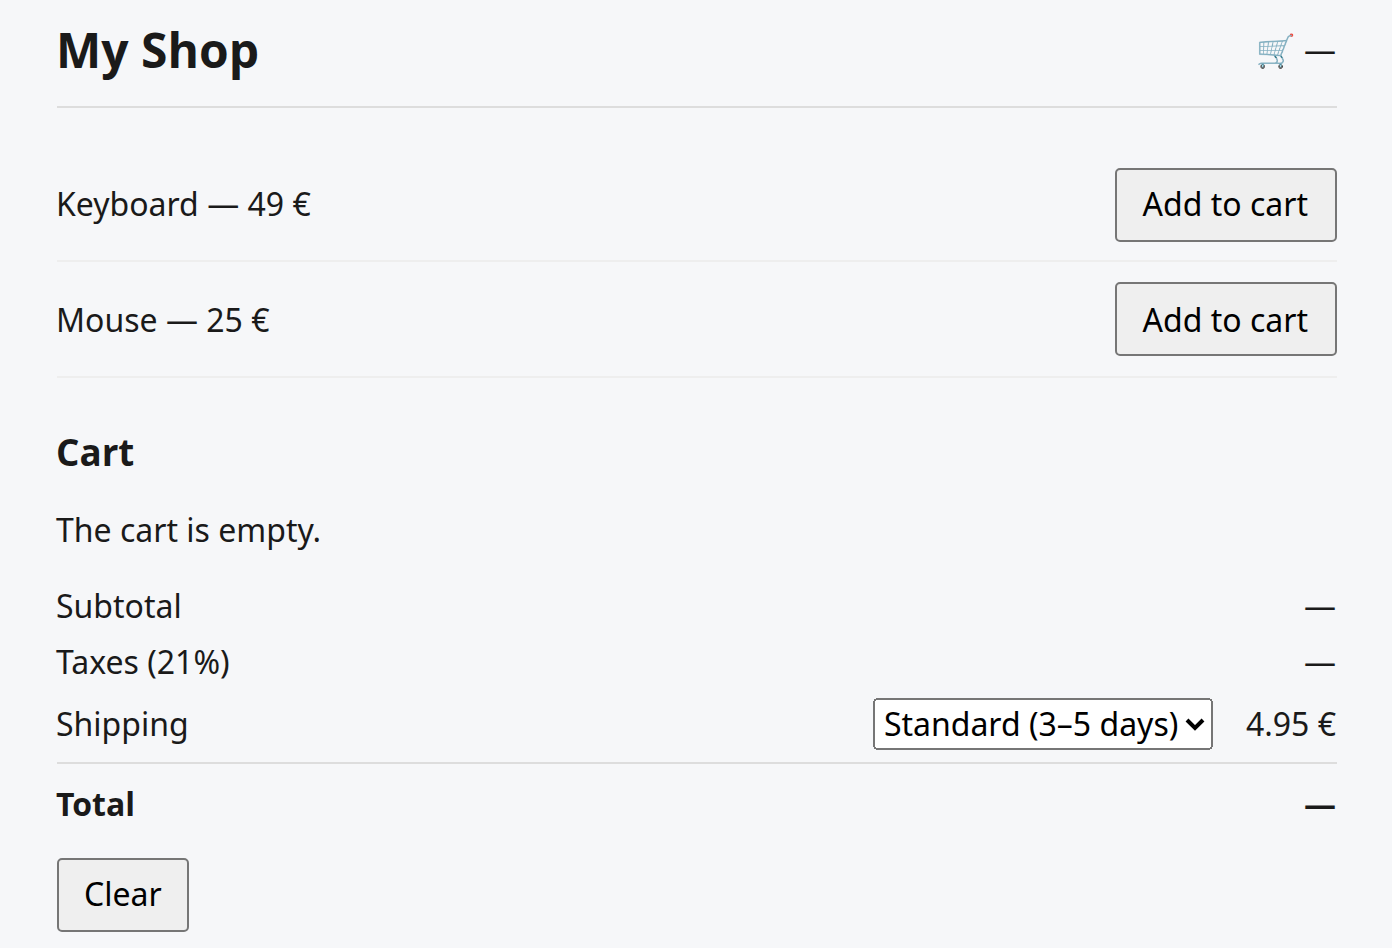 My Shop 🛒 —
Keyboard — 49 € Add to cart
Mouse — 25 € Add to cart
Cart
The cart is empty.
Subtotal —
Taxes (21%) —
Shipping Standard (3–5 days) 4.95 €
Total —
Clear